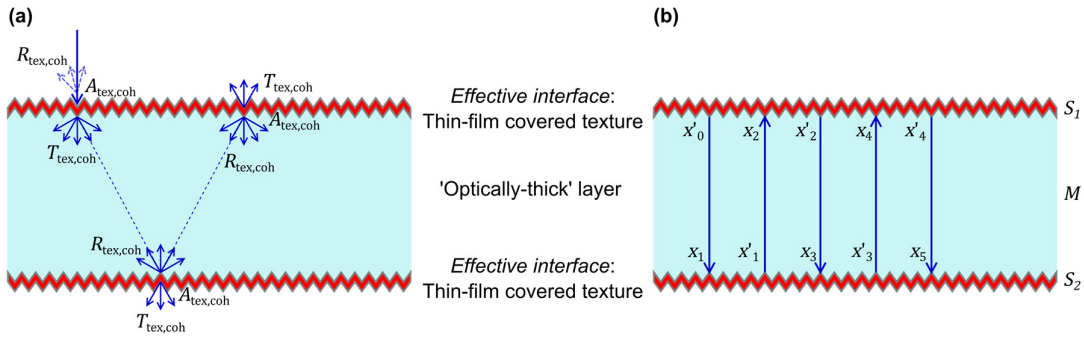 (a)
R_tex,coh
A_tex,coh
T_tex,coh
T_tex,coh
A_tex,coh
R_tex,coh
R_tex,coh
A_tex,coh
T_tex,coh
Effective interface:
Thin-film covered texture
'Optically-thick' layer
Effective interface:
Thin-film covered texture
(b)
S_1
x'_0 x_2 x'_2 x_4 x'_4
M
x_1 x'_1 x_3 x'_3 x_5
S_2